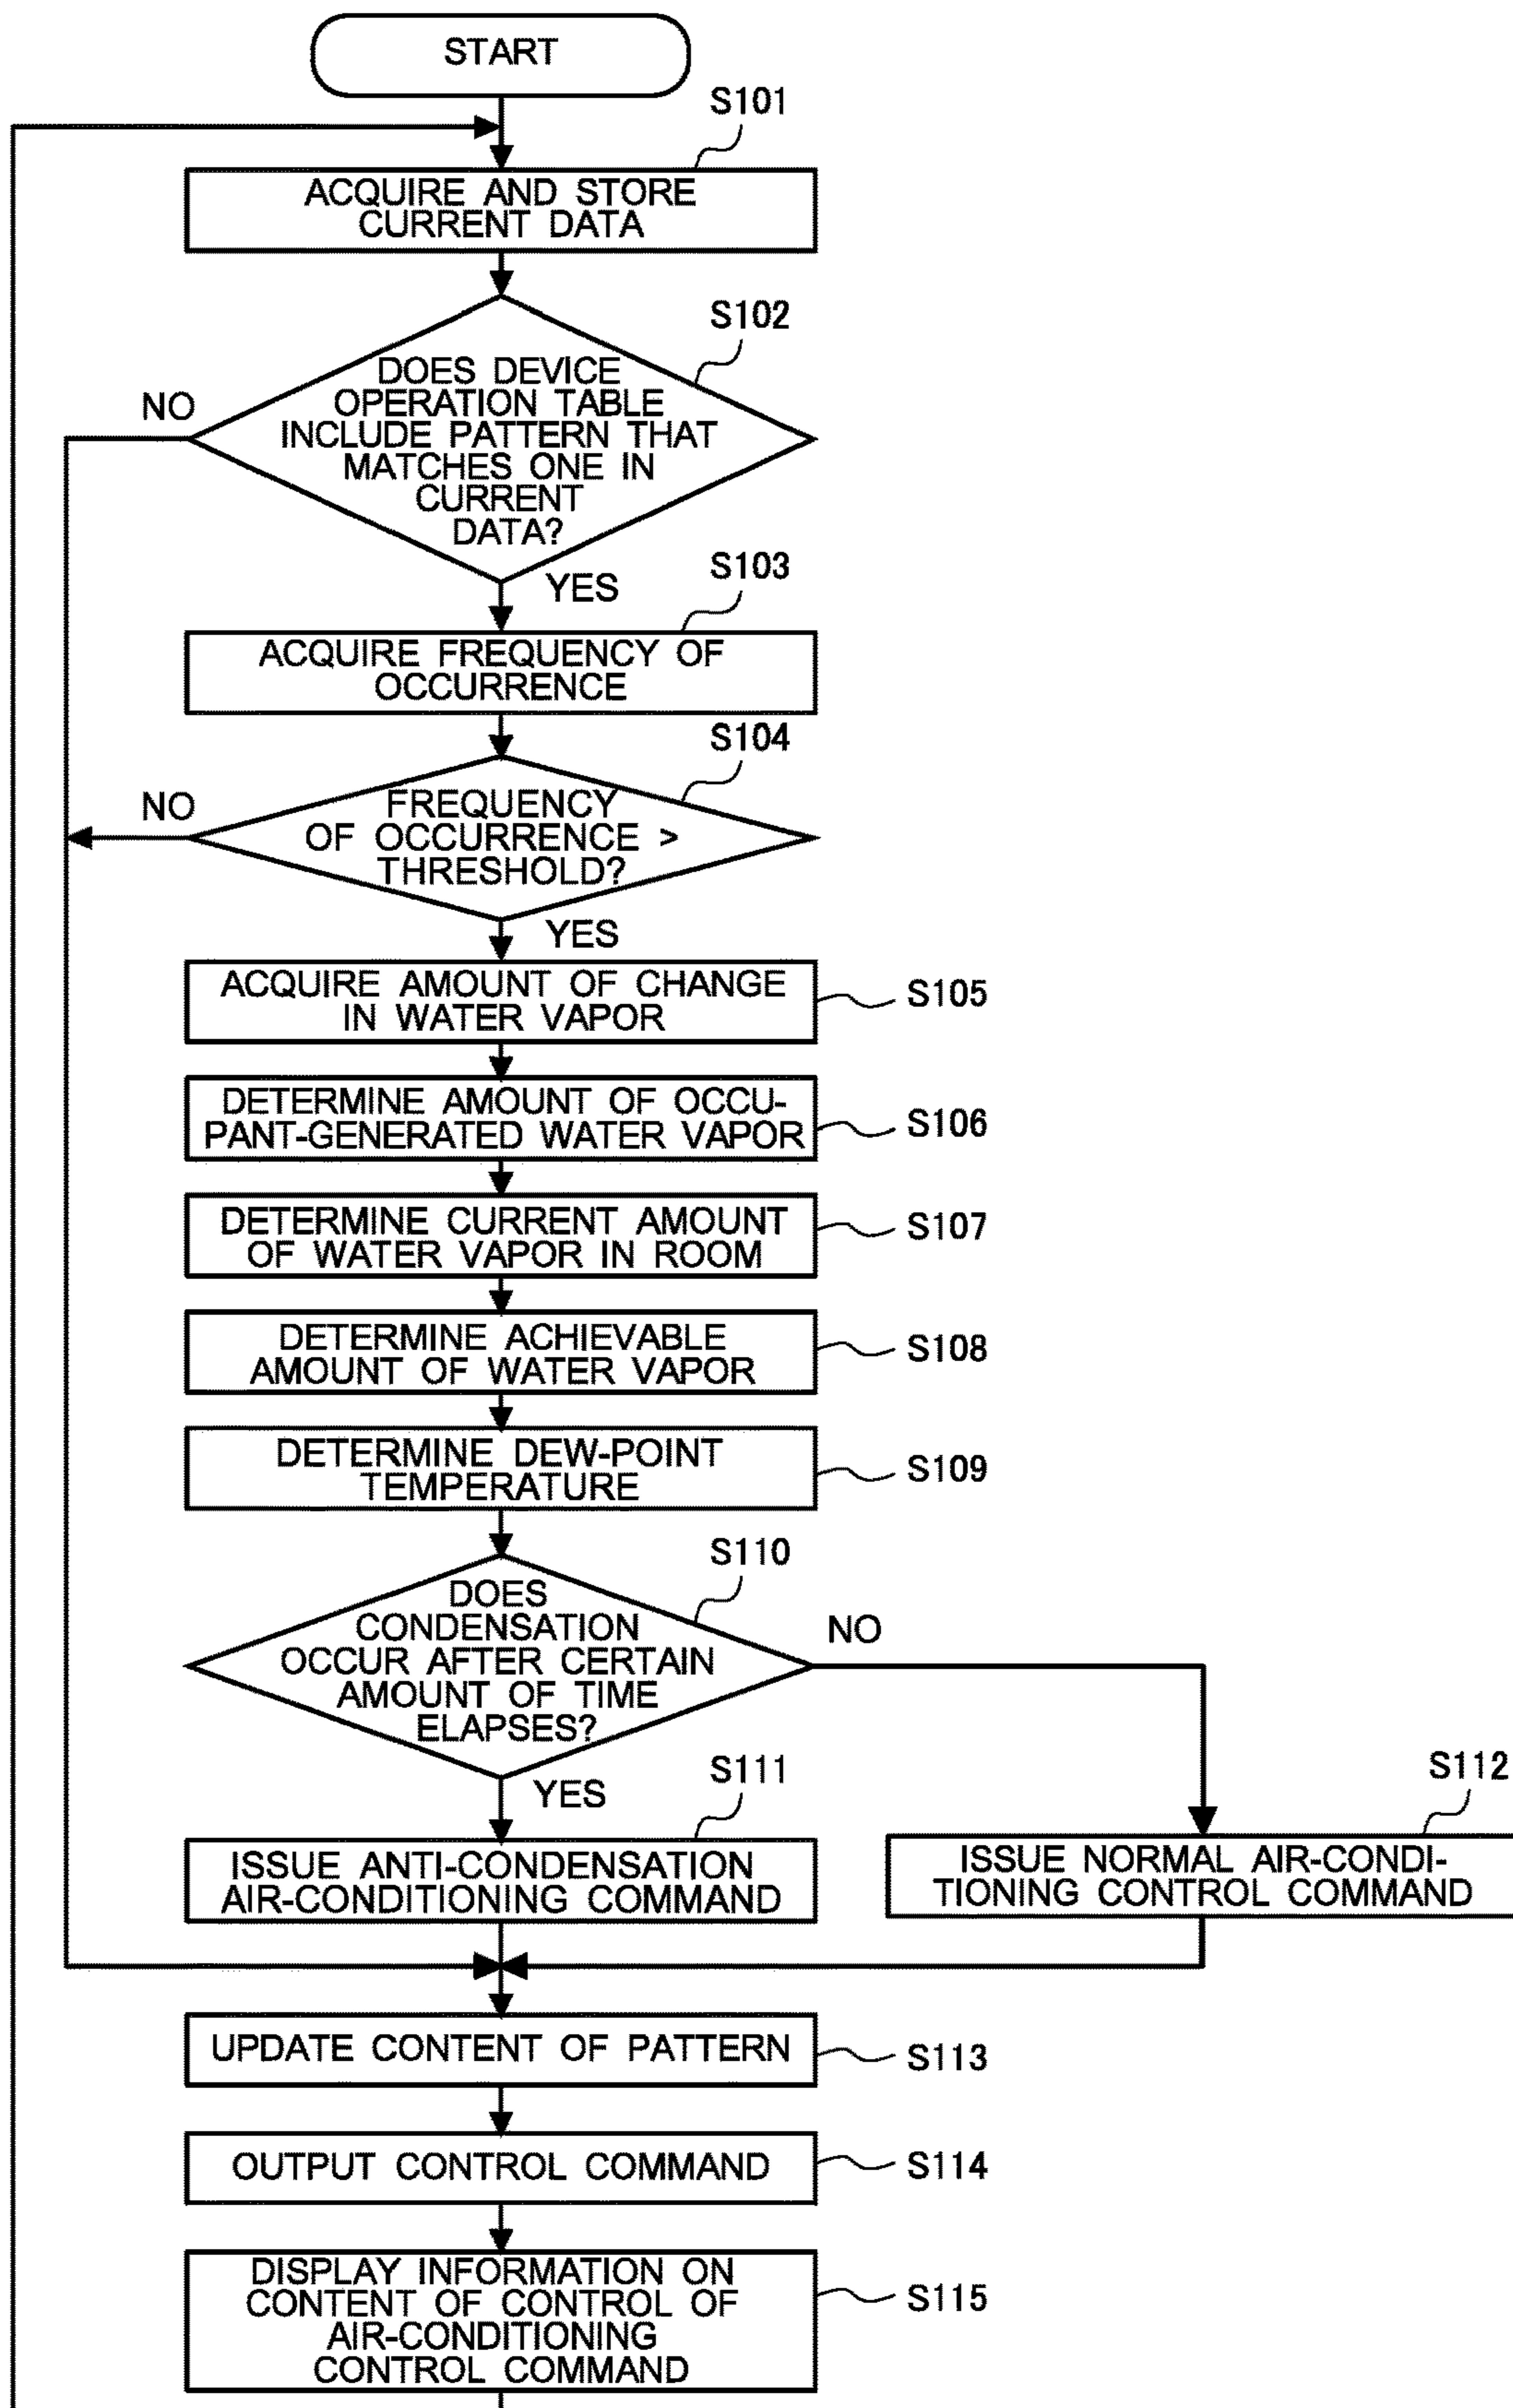 START
S101
ACQUIRE AND STORE
CURRENT DATA
S102
DOES DEVICE
OPERATION TABLE
INCLUDE PATTERN THAT
MATCHES ONE IN
CURRENT
DATA?
NO
YES
S103
ACQUIRE FREQUENCY OF
OCCURRENCE
S104
FREQUENCY
OF OCCURRENCE >
THRESHOLD?
NO
YES
ACQUIRE AMOUNT OF CHANGE
IN WATER VAPOR
S105
DETERMINE AMOUNT OF OCCU-
PANT-GENERATED WATER VAPOR
S106
DETERMINE CURRENT AMOUNT
OF WATER VAPOR IN ROOM
S107
DETERMINE ACHIEVABLE
AMOUNT OF WATER VAPOR
S108
DETERMINE DEW-POINT
TEMPERATURE
S109
S110
DOES
CONDENSATION
OCCUR AFTER CERTAIN
AMOUNT OF TIME
ELAPSES?
NO
YES
S111
ISSUE ANTI-CONDENSATION
AIR-CONDITIONING COMMAND
S112
ISSUE NORMAL AIR-CONDI-
TIONING CONTROL COMMAND
UPDATE CONTENT OF PATTERN
S113
OUTPUT CONTROL COMMAND
S114
DISPLAY INFORMATION ON
CONTENT OF CONTROL OF
AIR-CONDITIONING
CONTROL COMMAND
S115